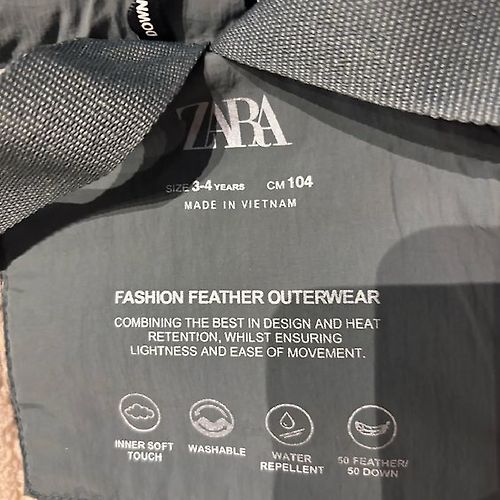 DOWN
ZARA
SIZE 3-4 YEARS CM 104
MADE IN VIETNAM
FASHION FEATHER OUTERWEAR
COMBINING THE BEST IN DESIGN AND HEAT
RETENTION, WHILST ENSURING
LIGHTNESS AND EASE OF MOVEMENT.
INNER SOFT
TOUCH
WASHABLE
WATER
REPELLENT
50 FEATHER/
50 DOWN